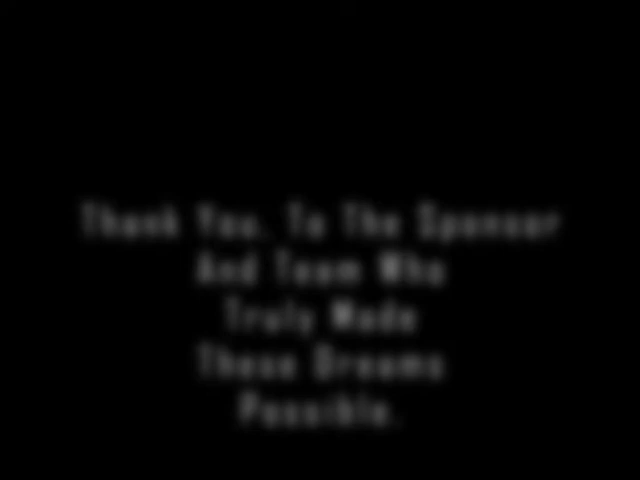 Thank You. To The Sponsor
And Team Who
Truly Made
These Dreams
Possible.